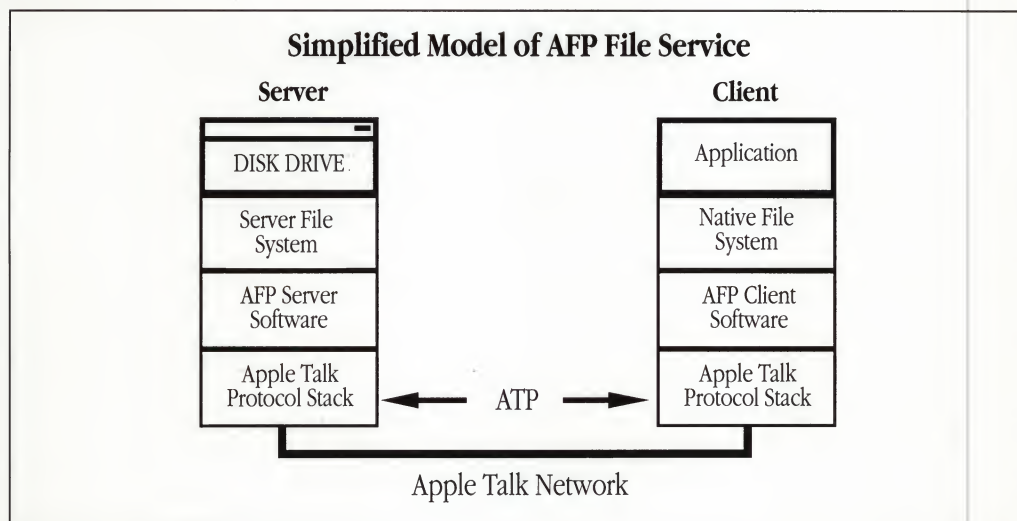 Simplified Model of AFP File Service
Server
DISK DRIVE
Server File
System
AFP Server
Software
Apple Talk
Protocol Stack
Client
Application
Native File
System
AFP Client
Software
Apple Talk
Protocol Stack
ATP
Apple Talk Network